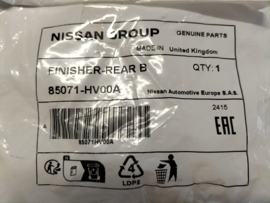 NISSAN GROUP
GENUINE PARTS
MADE IN United Kingdom
FINISHER-REAR B
QTY: 1
85071-HV00A
Nissan Automotive Europe S.A.S.
2415
85071HV00A
EAC
4
LDPE